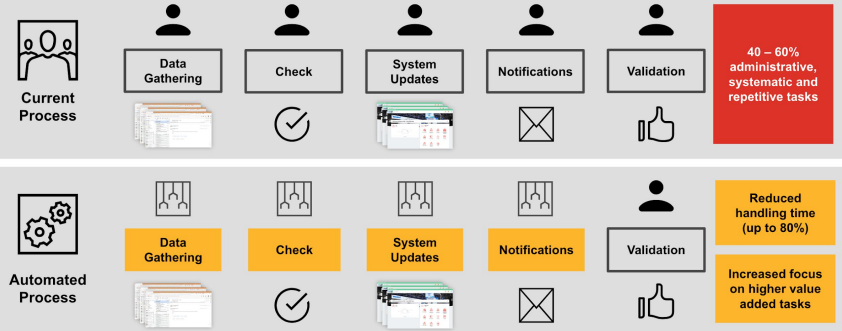 Current
Process
Data
Gathering
Check
System
Updates
Notifications
Validation
40 – 60%
administrative,
systematic and
repetitive tasks
Automated
Process
Data
Gathering
Check
System
Updates
Notifications
Validation
Reduced
handling time
(up to 80%)
Increased focus
on higher value
added tasks